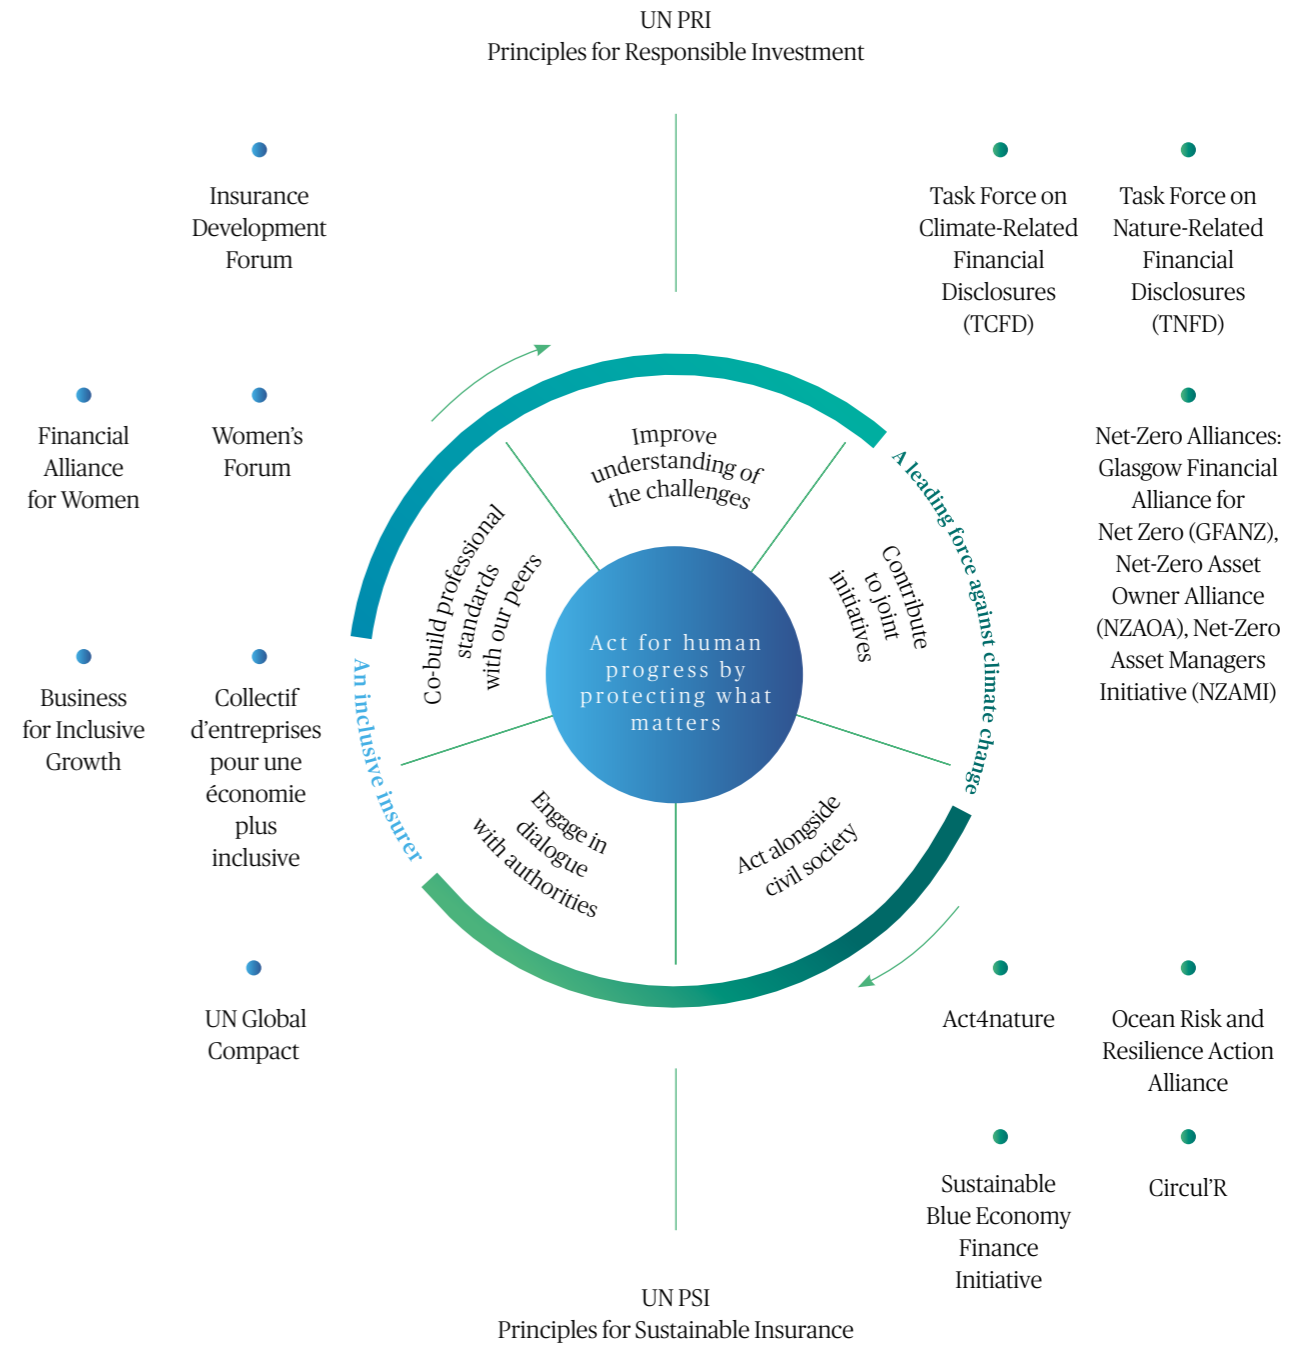 UN PRI
Principles for Responsible Investment
Insurance
Development
Forum
Task Force on
Climate-Related
Financial
Disclosures
(TCFD)
Task Force on
Nature-Related
Financial
Disclosures
(TNFD)
Financial
Alliance
for Women
Women’s
Forum
Net-Zero Alliances:
Glasgow Financial
Alliance for
Net Zero (GFANZ),
Net-Zero Asset
Owner Alliance
(NZAOA), Net-Zero
Asset Managers
Initiative (NZAMI)
Business
for Inclusive
Growth
Collectif
d’entreprises
pour une
économie
plus
inclusive
An inclusive insurer
A leading force against climate change
Improve
understanding of
the challenges
Co-build professional
standards
with our peers
Contribute
to joint
initiatives
Act for human
progress by
protecting what
matters
Engage in
dialogue
with authorities
Act alongside
civil society
UN Global
Compact
Act4nature
Ocean Risk and
Resilience Action
Alliance
Sustainable
Blue Economy
Finance
Initiative
Circul’R
UN PSI
Principles for Sustainable Insurance